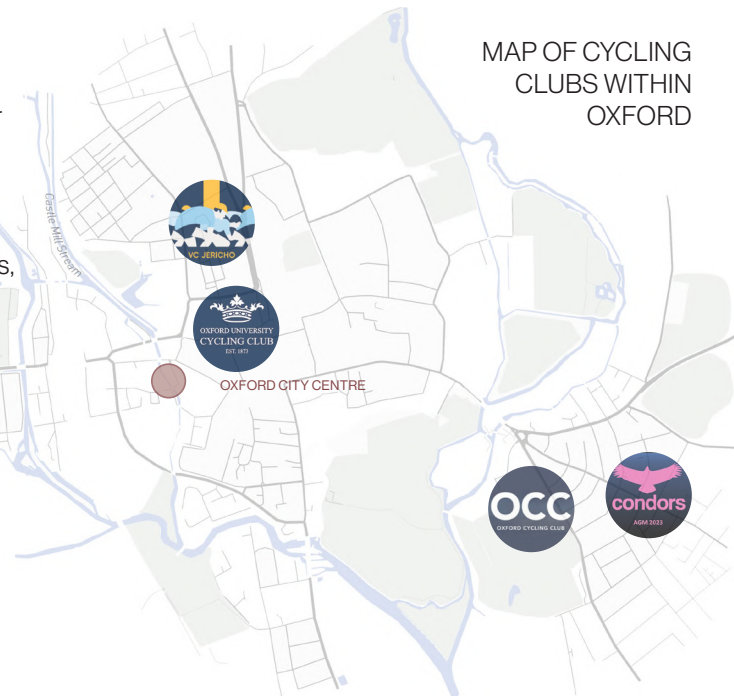 MAP OF CYCLING
CLUBS WITHIN
OXFORD
Castle Mill Stream
VC JERICHO
S,
OXFORD UNIVERSITY
CYCLING CLUB
EST. 1873
OXFORD CITY CENTRE
OCC
OXFORD CYCLING CLUB
condors
AGM 2023